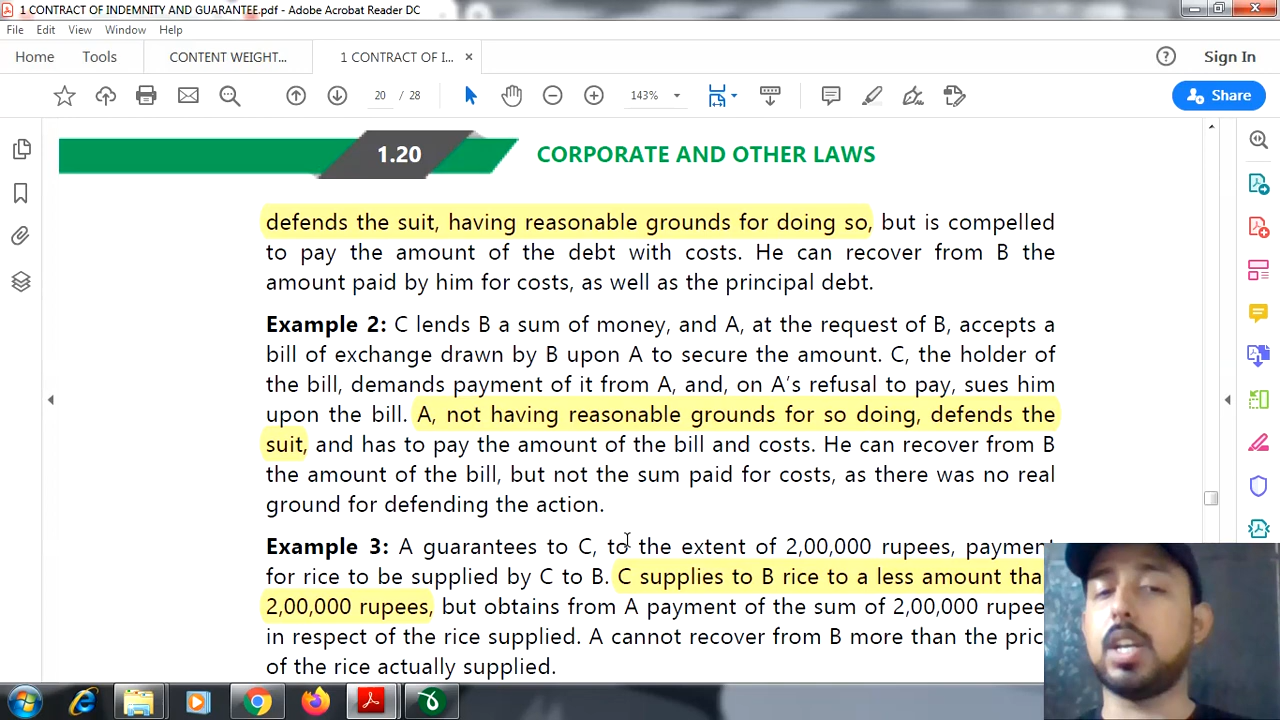 1 CONTRACT OF INDEMNITY AND GUARANTEE.pdf - Adobe Acrobat Reader DC
File Edit View Window Help
Home Tools CONTENT WEIGHT... 1 CONTRACT OF I... × Sign In
20 / 28 143% Share
1.20 CORPORATE AND OTHER LAWS
defends the suit, having reasonable grounds for doing so, but is compelled
to pay the amount of the debt with costs. He can recover from B the
amount paid by him for costs, as well as the principal debt.
Example 2: C lends B a sum of money, and A, at the request of B, accepts a
bill of exchange drawn by B upon A to secure the amount. C, the holder of
the bill, demands payment of it from A, and, on A's refusal to pay, sues him
upon the bill. A, not having reasonable grounds for so doing, defends the
suit, and has to pay the amount of the bill and costs. He can recover from B
the amount of the bill, but not the sum paid for costs, as there was no real
ground for defending the action.
Example 3: A guarantees to C, to the extent of 2,00,000 rupees, paymen
for rice to be supplied by C to B. C supplies to B rice to a less amount tha
2,00,000 rupees, but obtains from A payment of the sum of 2,00,000 rupee
in respect of the rice supplied. A cannot recover from B more than the pric
of the rice actually supplied.